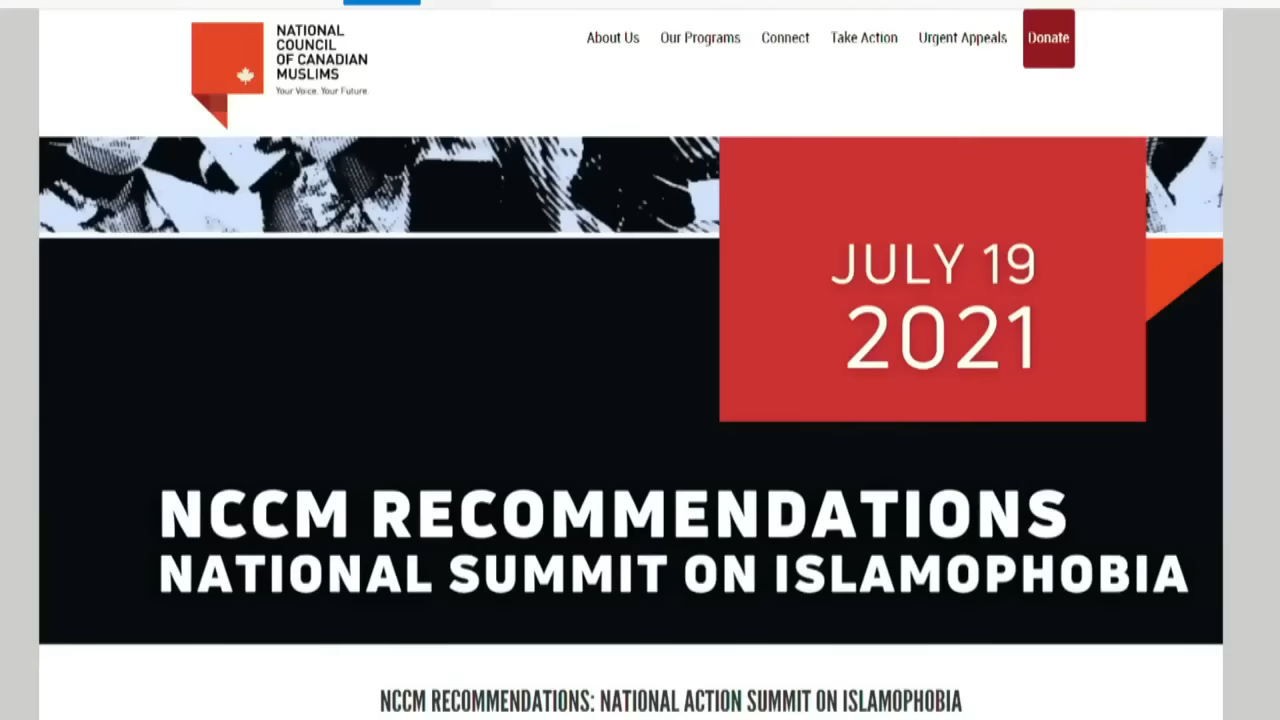 NATIONAL
COUNCIL
OF CANADIAN
MUSLIMS
Your Voice. Your Future.
About Us Our Programs Connect Take Action Urgent Appeals Donate
JULY 19
2021
NCCM RECOMMENDATIONS
NATIONAL SUMMIT ON ISLAMOPHOBIA
NCCM RECOMMENDATIONS: NATIONAL ACTION SUMMIT ON ISLAMOPHOBIA